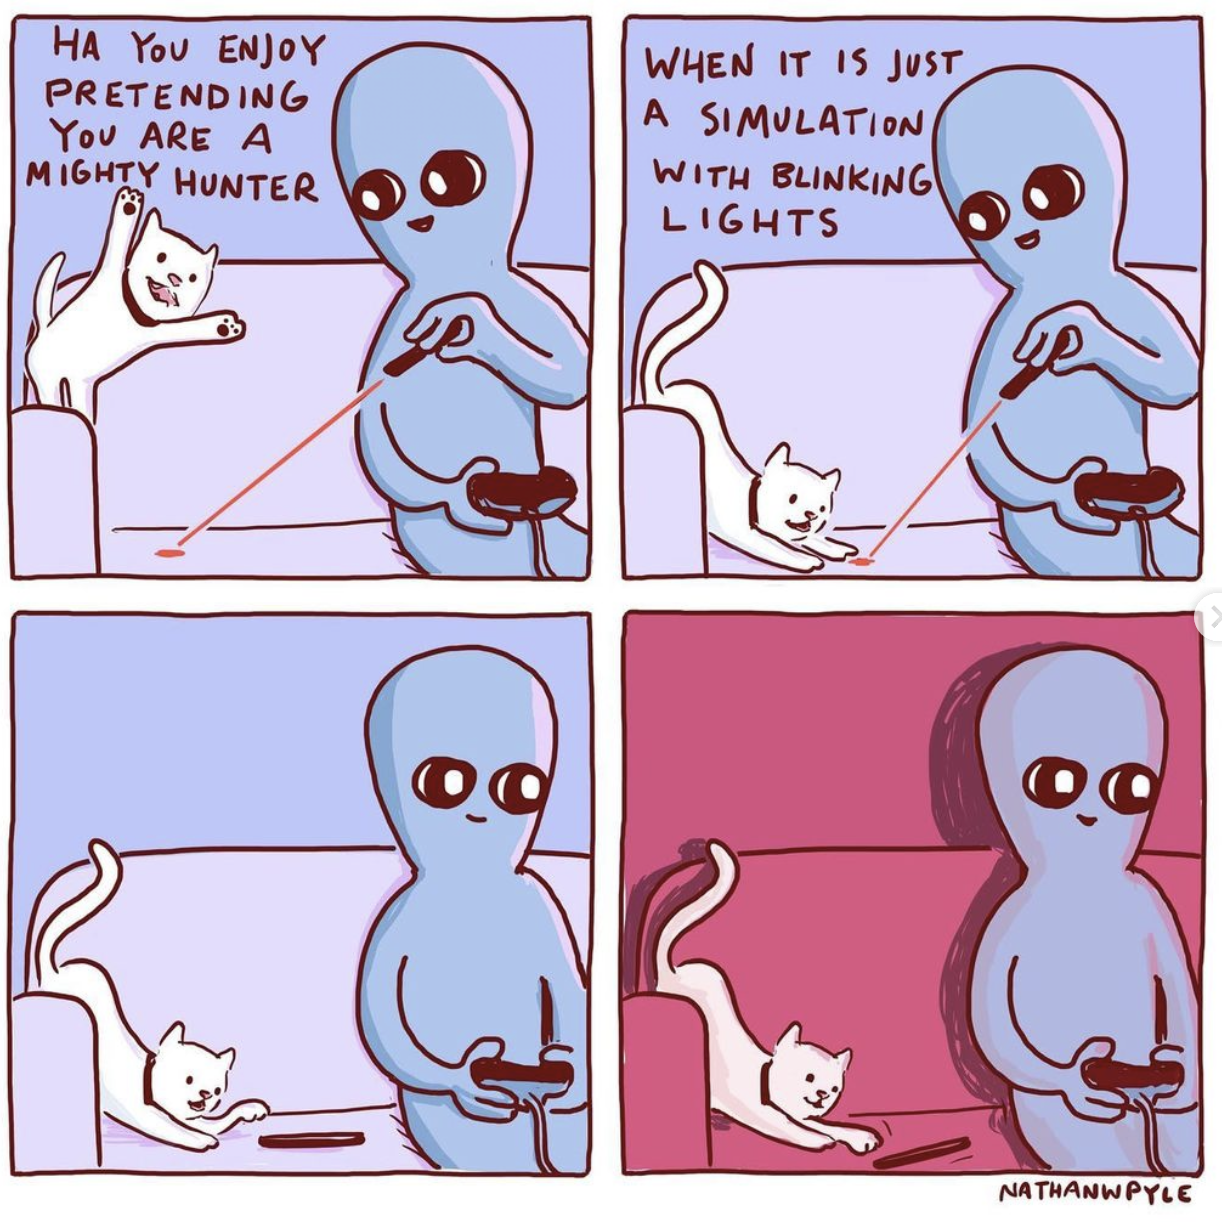 HA YOU ENJOY
PRETENDING
YOU ARE A
MIGHTY HUNTER
WHEN IT IS JUST
A SIMULATION
WITH BLINKING
LIGHTS
NATHANWPYLE